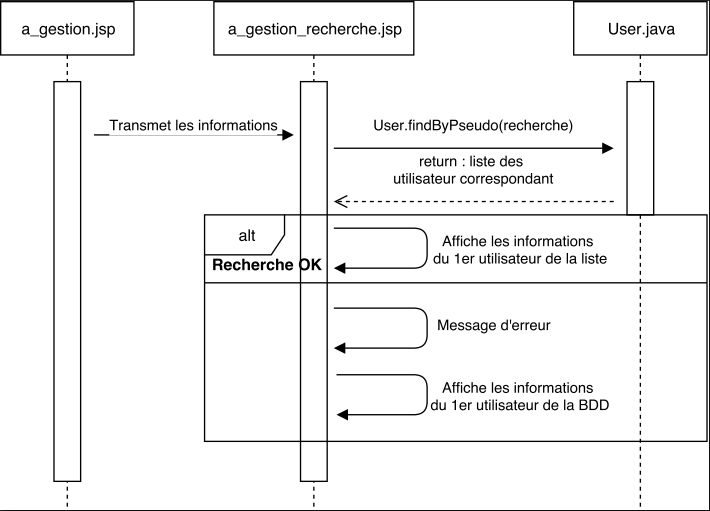 a_gestion.jsp
a_gestion_recherche.jsp
User.java
Transmet les informations
User.findByPseudo(recherche)
return : liste des
utilisateur correspondant
alt
Recherche OK
Affiche les informations
du 1er utilisateur de la liste
Message d'erreur
Affiche les informations
du 1er utilisateur de la BDD